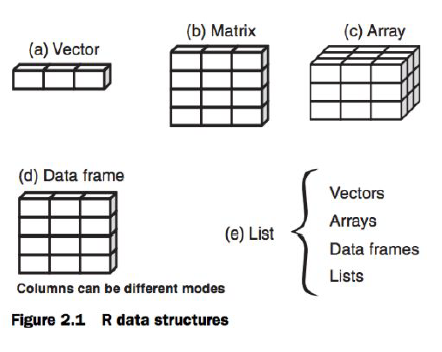 (a) Vector
(b) Matrix
(c) Array
(d) Data frame
Columns can be different modes
(e) List
Vectors
Arrays
Data frames
Lists
Figure 2.1 R data structures